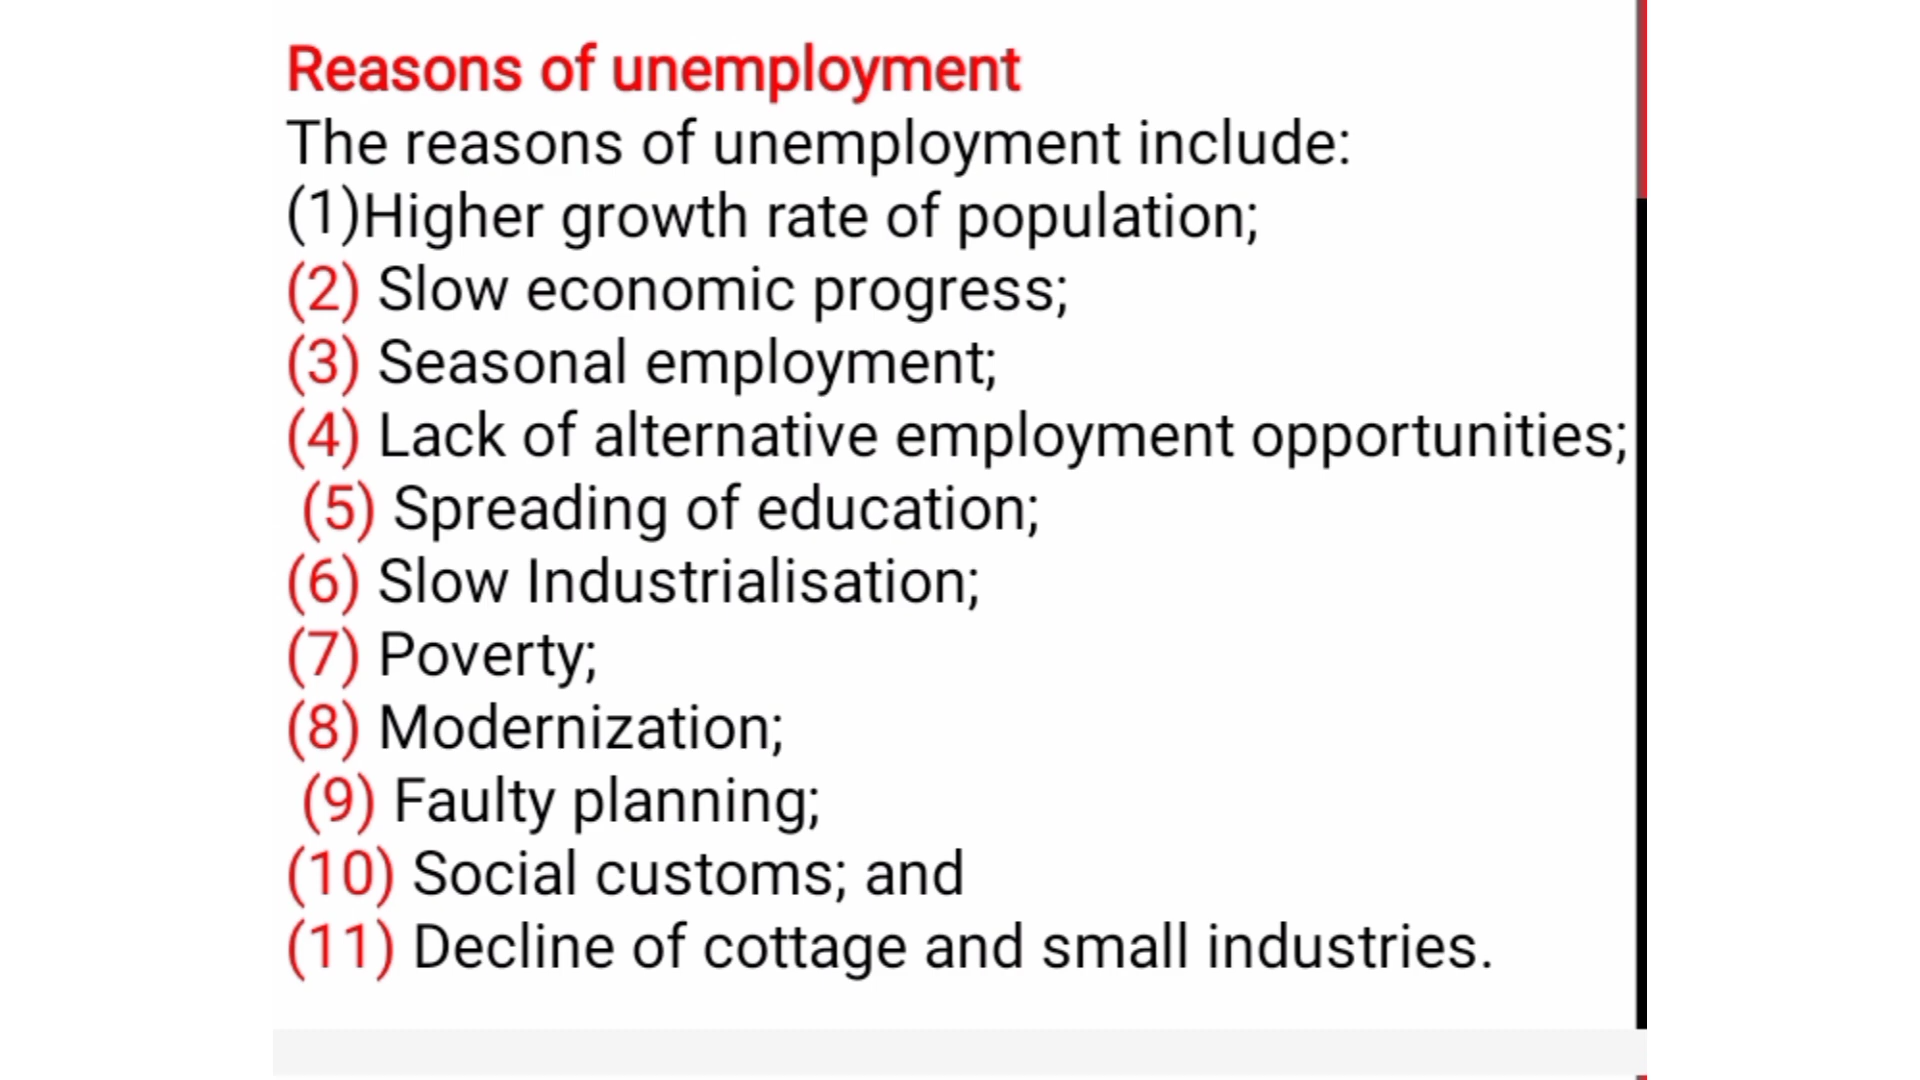 Reasons of unemployment
The reasons of unemployment include:
(1)Higher growth rate of population;
(2) Slow economic progress;
(3) Seasonal employment;
(4) Lack of alternative employment opportunities;
(5) Spreading of education;
(6) Slow Industrialisation;
(7) Poverty;
(8) Modernization;
(9) Faulty planning;
(10) Social customs; and
(11) Decline of cottage and small industries.